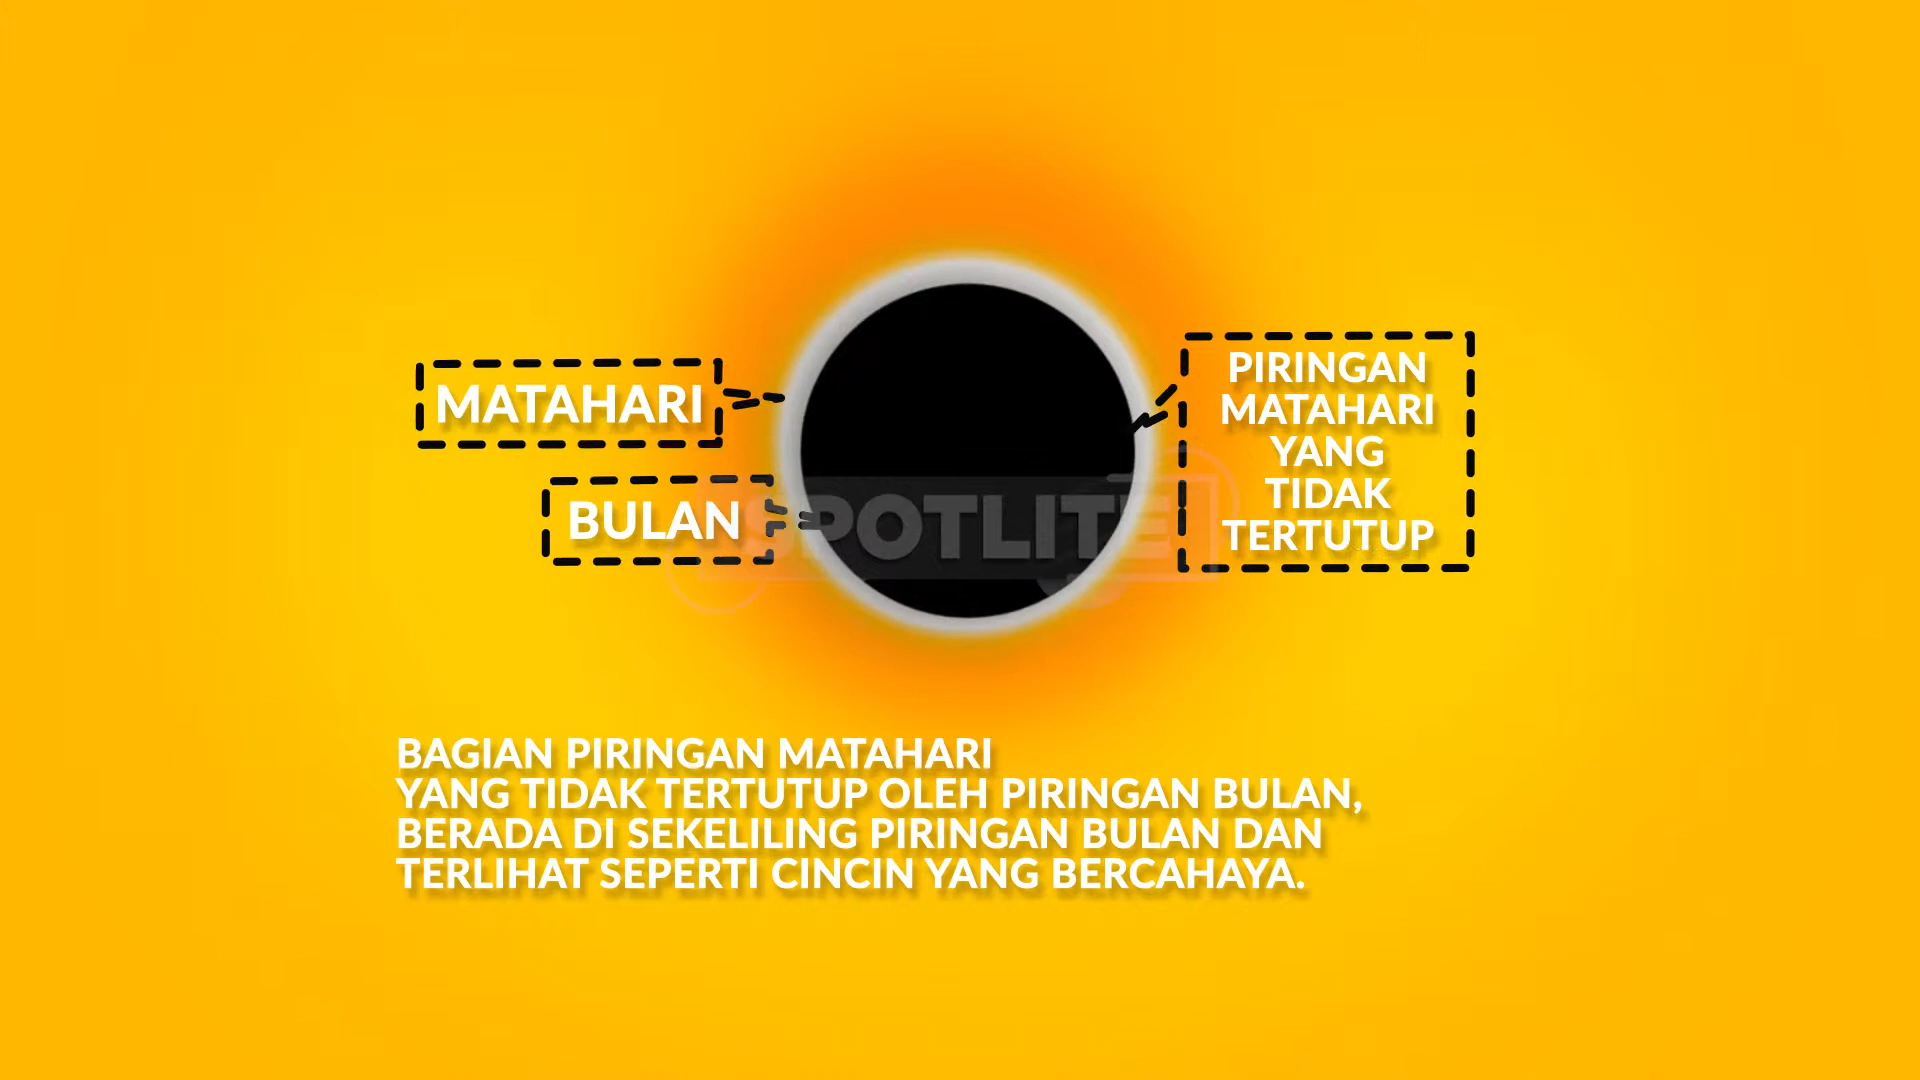 MATAHARI
BULAN
PIRINGAN
MATAHARI
YANG
TIDAK
TERTUTUP
SPOTLITE
BAGIAN PIRINGAN MATAHARI
YANG TIDAK TERTUTUP OLEH PIRINGAN BULAN,
BERADA DI SEKELILING PIRINGAN BULAN DAN
TERLIHAT SEPERTI CINCIN YANG BERCAHAYA.